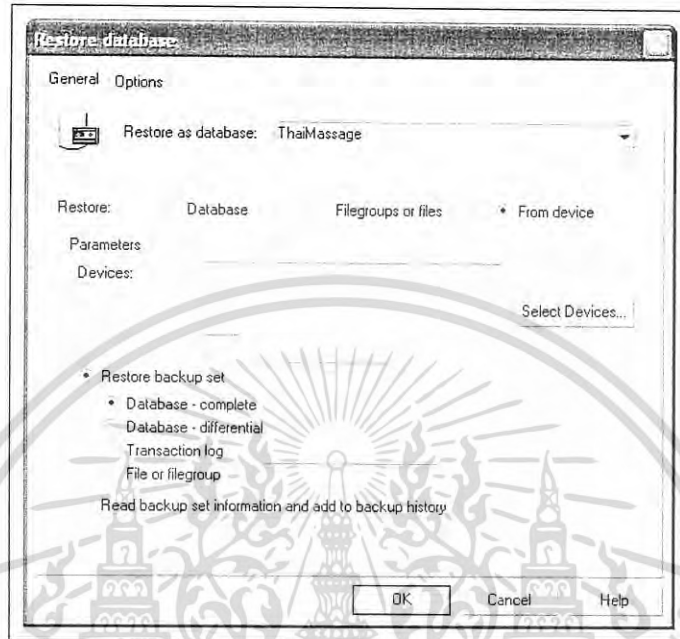 Restore database
General Options
Restore as database: ThaiMassage
Restore: Database Filegroups or files From device
Parameters
Devices:
Select Devices...
Restore backup set
Database - complete
Database - differential
Transaction log
File or filegroup
Read backup set information and add to backup history
OK Cancel Help